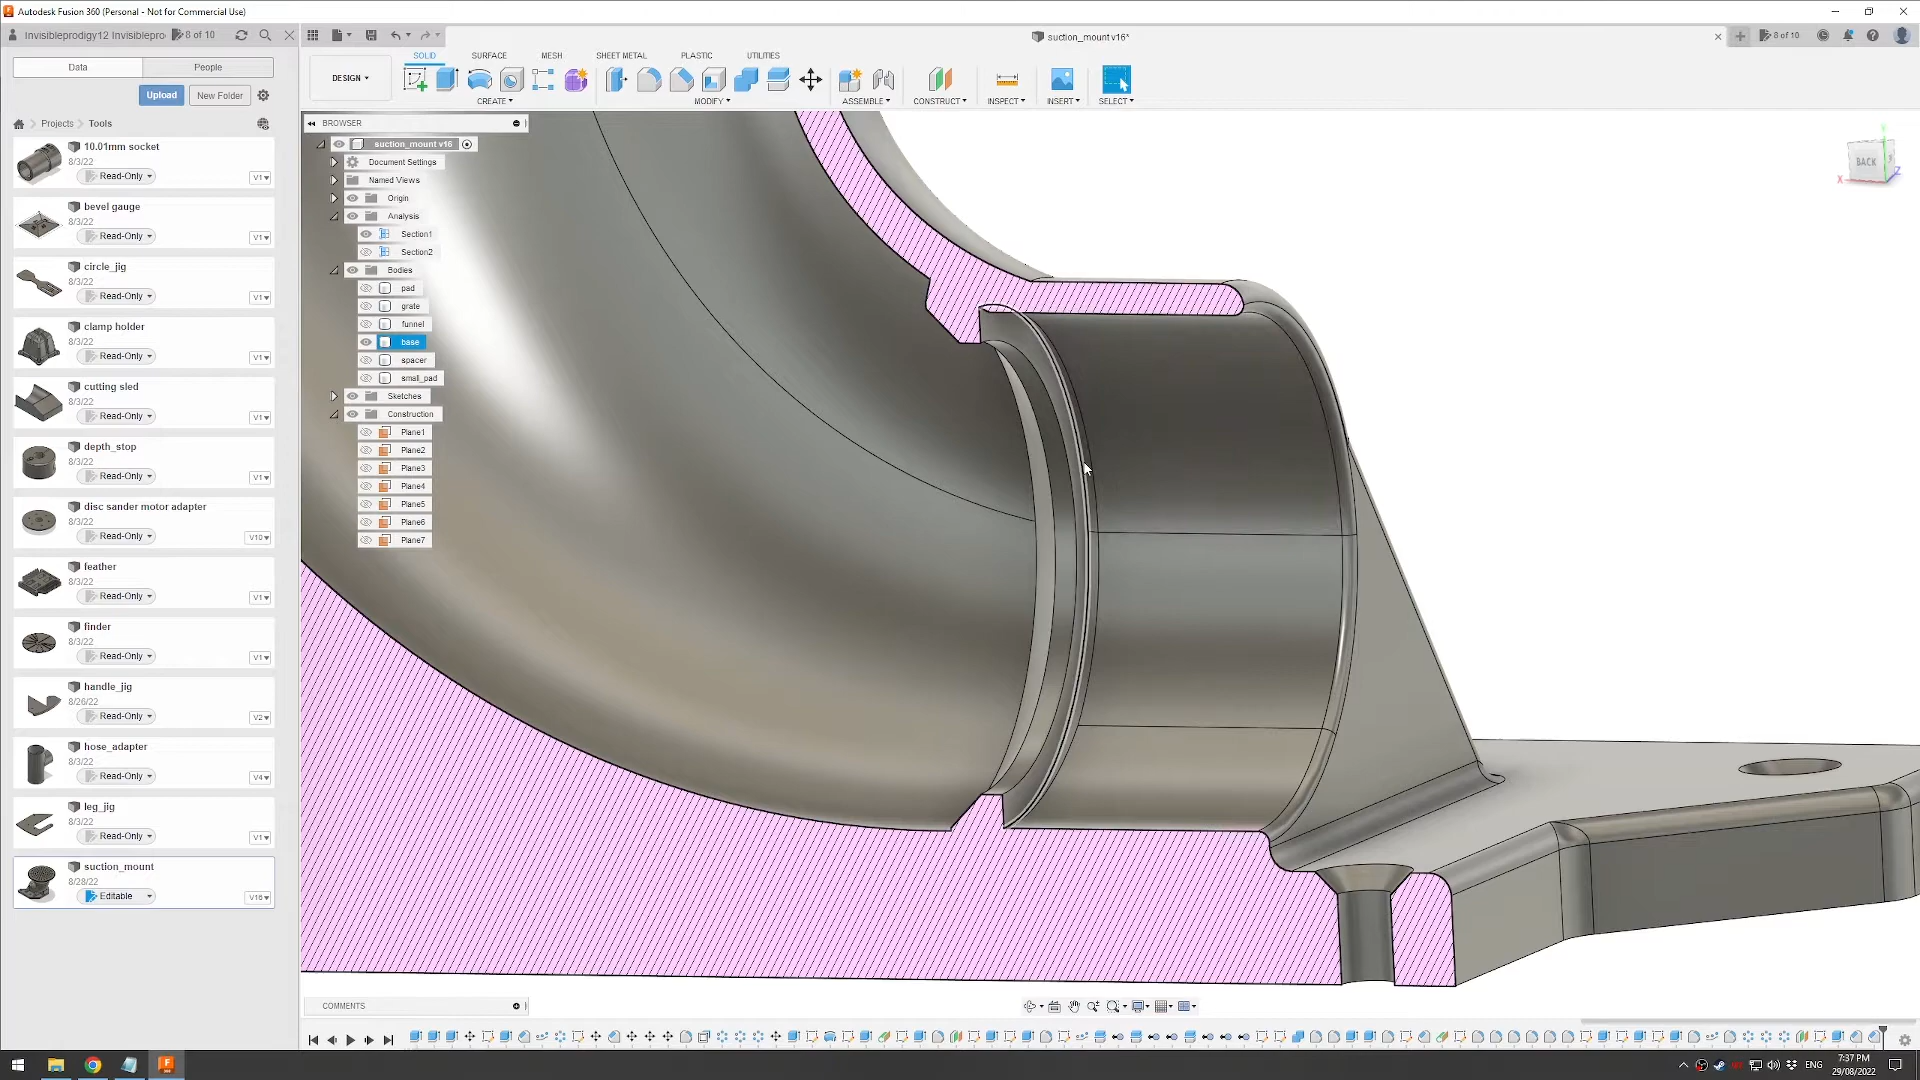 Autodesk Fusion 360 (Personal - Not for Commercial Use)
Invisibleprodigy12 Invisiblepro
8 of 10
suction_mount v16*
8 of 10
Data
People
Upload
New Folder
Projects
Tools
10.01mm socket
8/3/22
Read-Only
V1
bevel gauge
8/3/22
Read-Only
V1
circle_jig
8/3/22
Read-Only
V1
clamp holder
8/3/22
Read-Only
V1
cutting sled
8/3/22
Read-Only
V1
depth_stop
8/3/22
Read-Only
V1
disc sander motor adapter
8/3/22
Read-Only
V10
feather
8/3/22
Read-Only
V1
finder
8/3/22
Read-Only
V1
handle_jig
8/26/22
Read-Only
V2
hose_adapter
8/3/22
Read-Only
V4
leg_jig
8/3/22
Read-Only
V1
suction_mount
8/28/22
Editable
V16
DESIGN
SOLID
SURFACE
MESH
SHEET METAL
PLASTIC
UTILITIES
CREATE
MODIFY
ASSEMBLE
CONSTRUCT
INSPECT
INSERT
SELECT
BROWSER
suction_mount v16
Document Settings
Named Views
Origin
Analysis
Section1
Section2
Bodies
pad
grate
funnel
base
spacer
small_pad
Sketches
Construction
Plane1
Plane2
Plane3
Plane4
Plane5
Plane6
Plane7
BACK
X
Z
COMMENTS
ENG
7:37 PM
29/08/2022